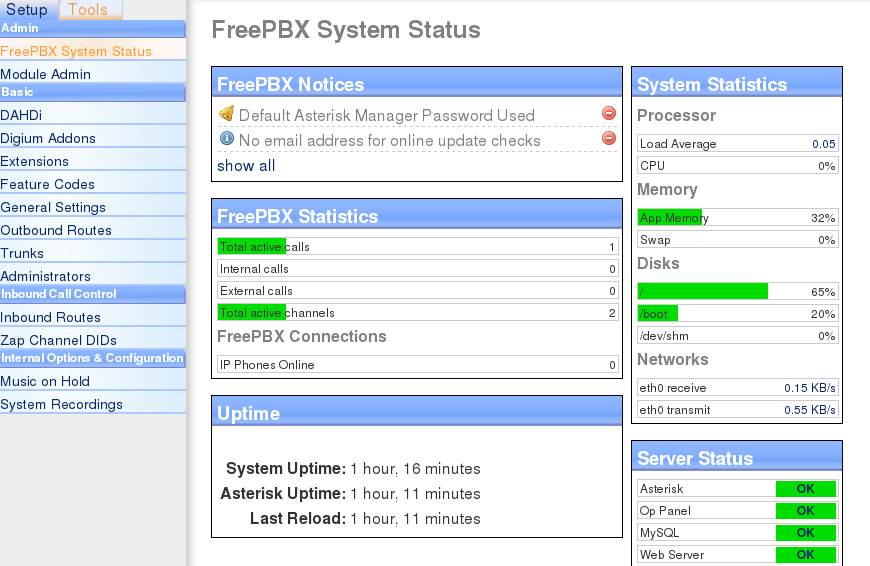 Setup Tools
Admin
FreePBX System Status
Module Admin
Basic
DAHDi
Digium Addons
Extensions
Feature Codes
General Settings
Outbound Routes
Trunks
Administrators
Inbound Call Control
Inbound Routes
Zap Channel DIDs
Internal Options & Configuration
Music on Hold
System Recordings
FreePBX System Status
FreePBX Notices
Default Asterisk Manager Password Used
No email address for online update checks
show all
FreePBX Statistics
Total active calls 1
Internal calls 0
External calls 0
Total active channels 2
FreePBX Connections
IP Phones Online 0
Uptime
System Uptime: 1 hour, 16 minutes
Asterisk Uptime: 1 hour, 11 minutes
Last Reload: 1 hour, 11 minutes
System Statistics
Processor
Load Average 0.05
CPU 0%
Memory
App Memory 32%
Swap 0%
Disks
/ 65%
/boot 20%
/dev/shm 0%
Networks
eth0 receive 0.15 KB/s
eth0 transmit 0.55 KB/s
Server Status
Asterisk OK
Op Panel OK
MySQL OK
Web Server OK